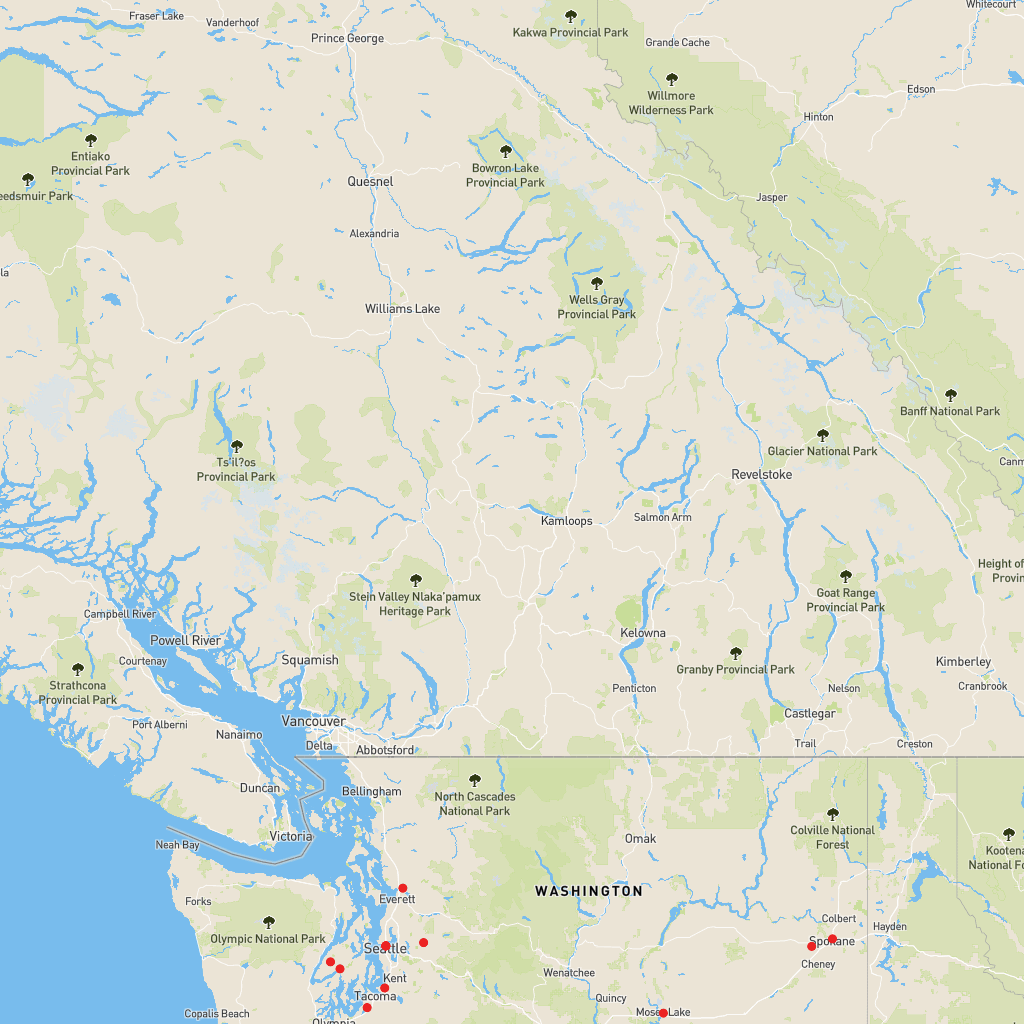 Fraser Lake
Vanderhoof
Prince George
Kakwa Provincial Park
Whitecourt
Grande Cache
Willmore
Wilderness Park
Edson
Hinton
Entiako
Provincial Park
eedsmuir Park
Bowron Lake
Provincial Park
Quesnel
Jasper
Alexandria
la
Williams Lake
Wells Gray
Provincial Park
Banff National Park
Ts'il?os
Provincial Park
Glacier National Park
Canm
Revelstoke
Kamloops
Salmon Arm
Height of
Provin
Stein Valley Nlaka'pamux
Heritage Park
Goat Range
Provincial Park
Campbell River
Powell River
Kelowna
Courtenay
Squamish
Granby Provincial Park
Kimberley
Strathcona
Provincial Park
Penticton
Nelson
Cranbrook
Port Alberni
Vancouver
Castlegar
Nanaimo
Delta
Abbotsford
Trail
Creston
Duncan
Bellingham
North Cascades
National Park
Colville National
Forest
Victoria
Neah Bay
Omak
Kootena
National Fo
WASHINGTON
Everett
Forks
Colbert
Hayden
Olympic National Park
Seattle
Spokane
Cheney
Wenatchee
Kent
Tacoma
Quincy
Copalis Beach
Moses Lake
Olympia